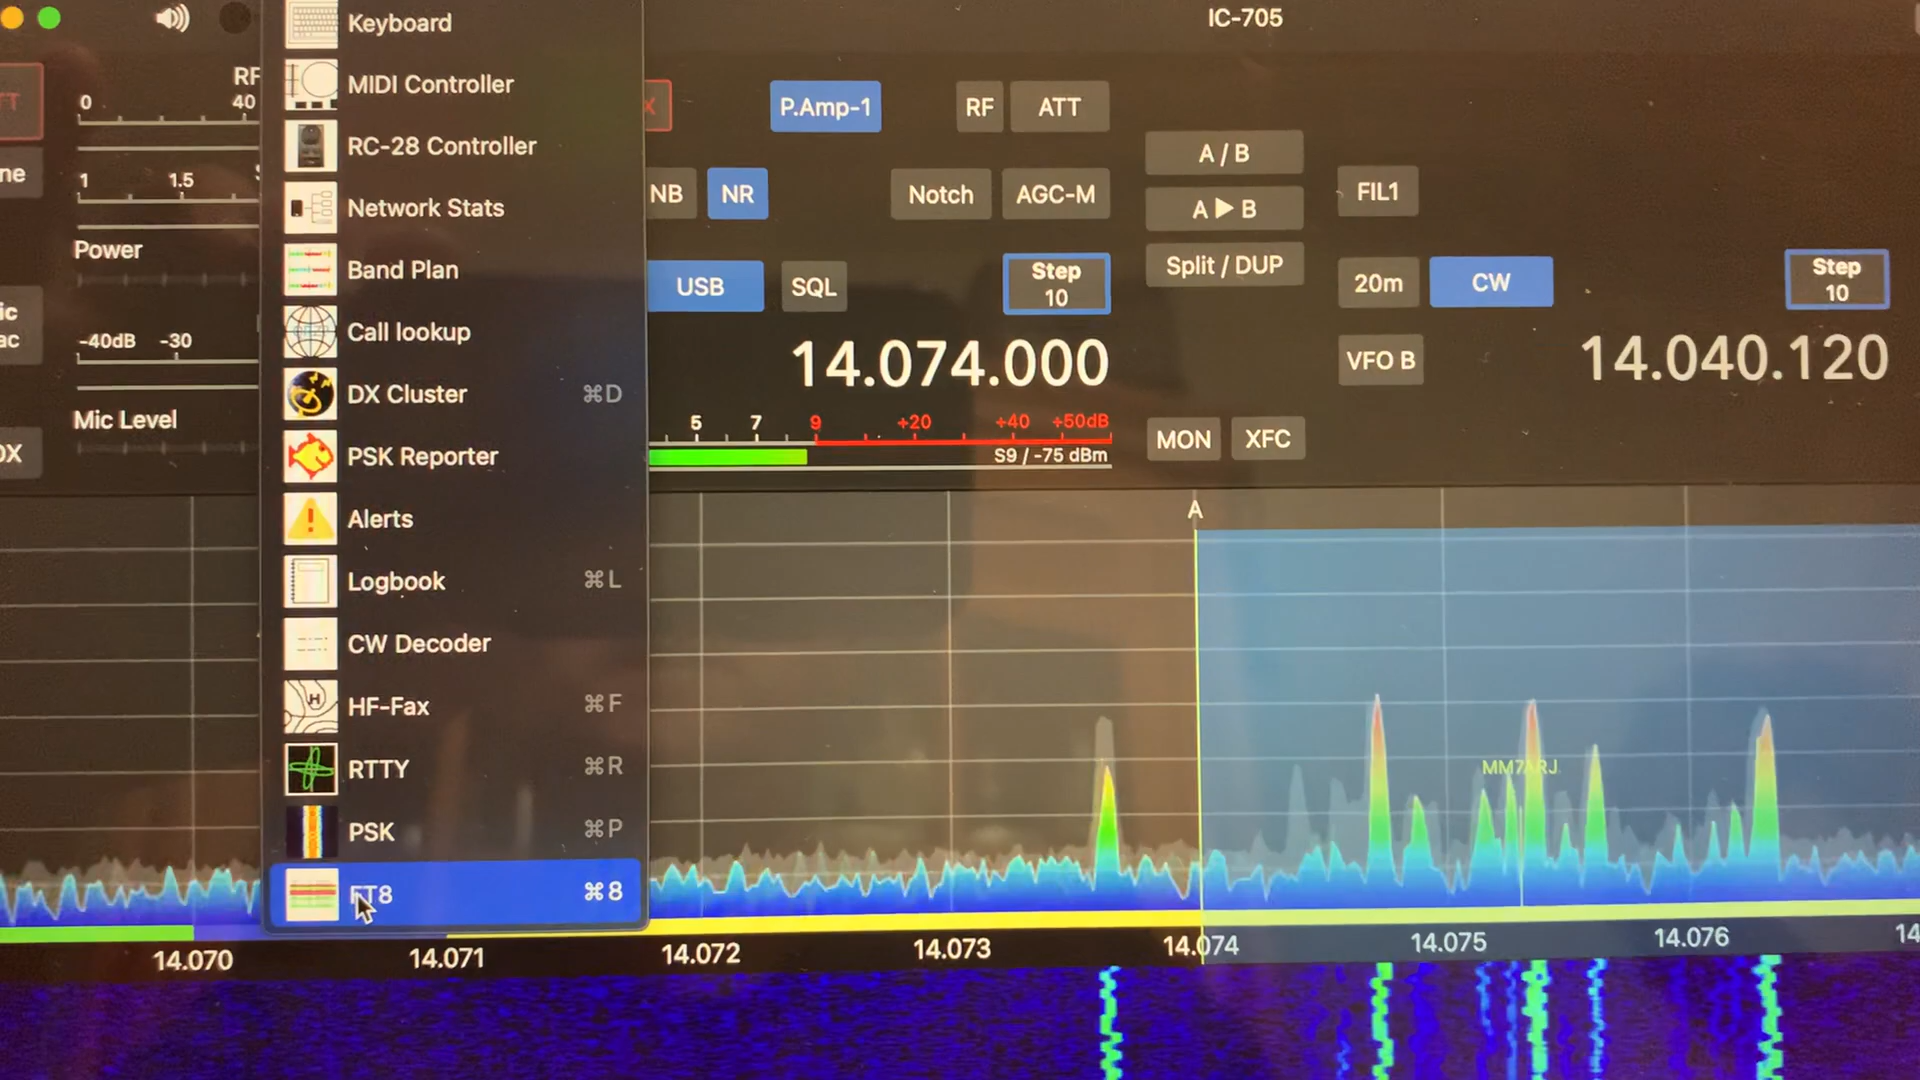 IC-705
Keyboard
MIDI Controller
RC-28 Controller
Network Stats
Band Plan
Call lookup
DX Cluster ⌘D
PSK Reporter
Alerts
Logbook ⌘L
CW Decoder
HF-Fax ⌘F
RTTY ⌘R
PSK ⌘P
FT8 ⌘8
RF
0 40
1 1.5
Power
-40dB -30
Mic Level
P.Amp-1 RF ATT
NB NR Notch AGC-M
USB SQL Step 10
14.074.000
5 7 9 +20 +40 +50dB
S9 / -75 dBm
A / B
A ▶ B
Split / DUP
FIL1
20m CW Step 10
VFO B 14.040.120
MON XFC
A
MM7ARJ
14.070 14.071 14.072 14.073 14.074 14.075 14.076